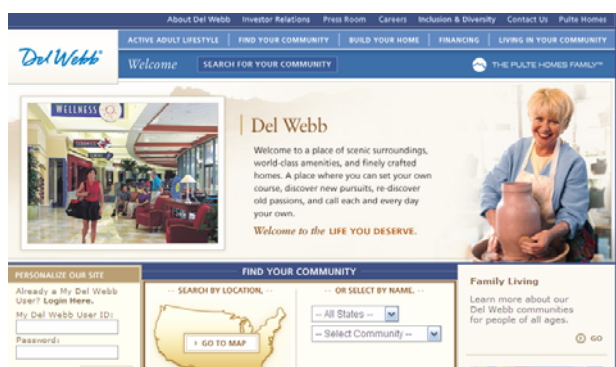 About Del Webb Investor Relations Press Room Careers Inclusion & Diversity Contact Us Pulte Homes
Del Webb
ACTIVE ADULT LIFESTYLE FIND YOUR COMMUNITY BUILD YOUR HOME FINANCING LIVING IN YOUR COMMUNITY
Welcome SEARCH FOR YOUR COMMUNITY THE PULTE HOMES FAMILY™
WELLNESS
Del Webb
Welcome to a place of scenic surroundings,
world-class amenities, and finely crafted
homes. A place where you can set your own
course, discover new pursuits, re-discover
old passions, and call each and every day
your own.
Welcome to the LIFE YOU DESERVE.
PERSONALIZE OUR SITE
Already a My Del Webb
User? Login Here.
My Del Webb User ID:
Password:
FIND YOUR COMMUNITY
-- SEARCH BY LOCATION, --
› GO TO MAP
-- OR SELECT BY NAME. --
-- All States --
-- Select Community --
Family Living
Learn more about our
Del Webb communities
for people of all ages.
GO